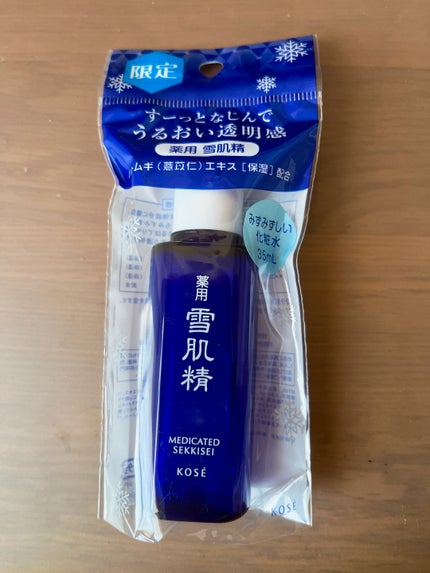 限定
すーっとなじんで
うるおい透明感
薬用 雪肌精
トムギ（薏苡仁）エキス［保湿］配合
みずみずしい
化粧水
35mL
薬用
雪肌精
MEDICATED
SEKKISEI
KOSÉ
KOSÉ